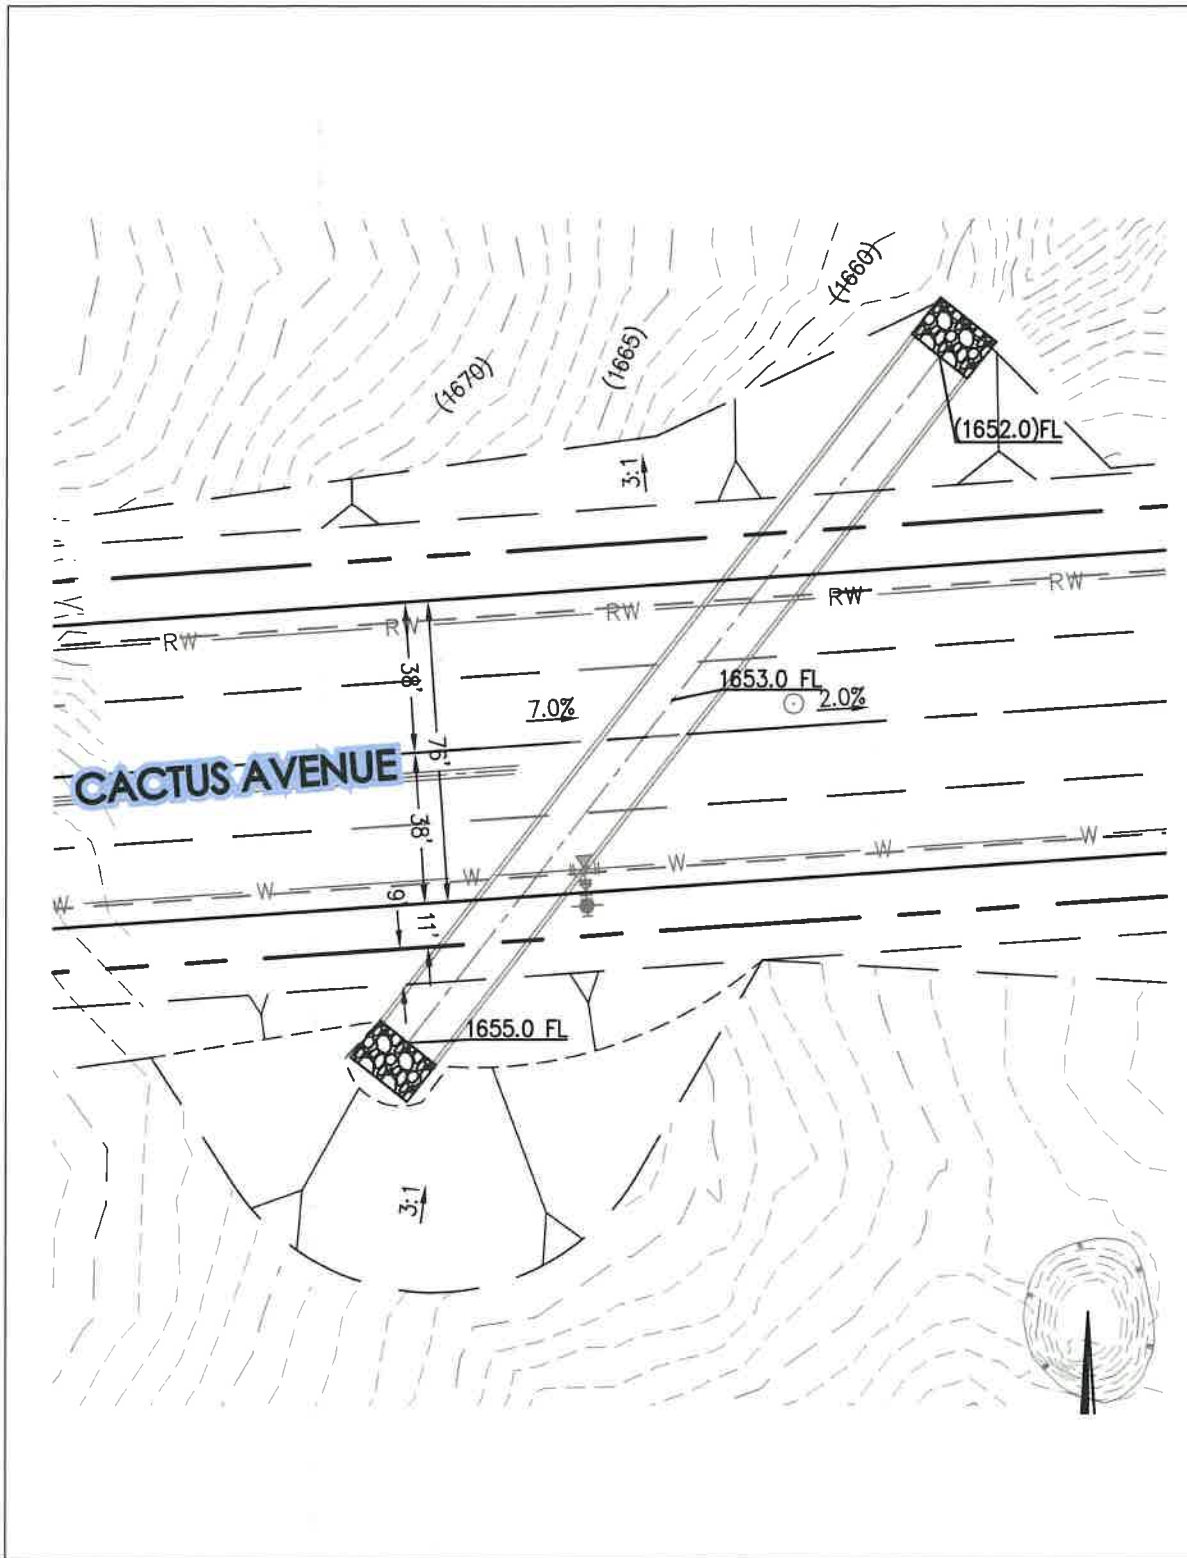 (1660)
(1665)
(1670)
(1652.0)FL
3:1
RW
RW
RW
RW
RW
38'
1653.0 FL
7.0%
2.0%
76'
CACTUS AVENUE
38'
W
W
W
W
W
W
9'
11'
1655.0 FL
3:1